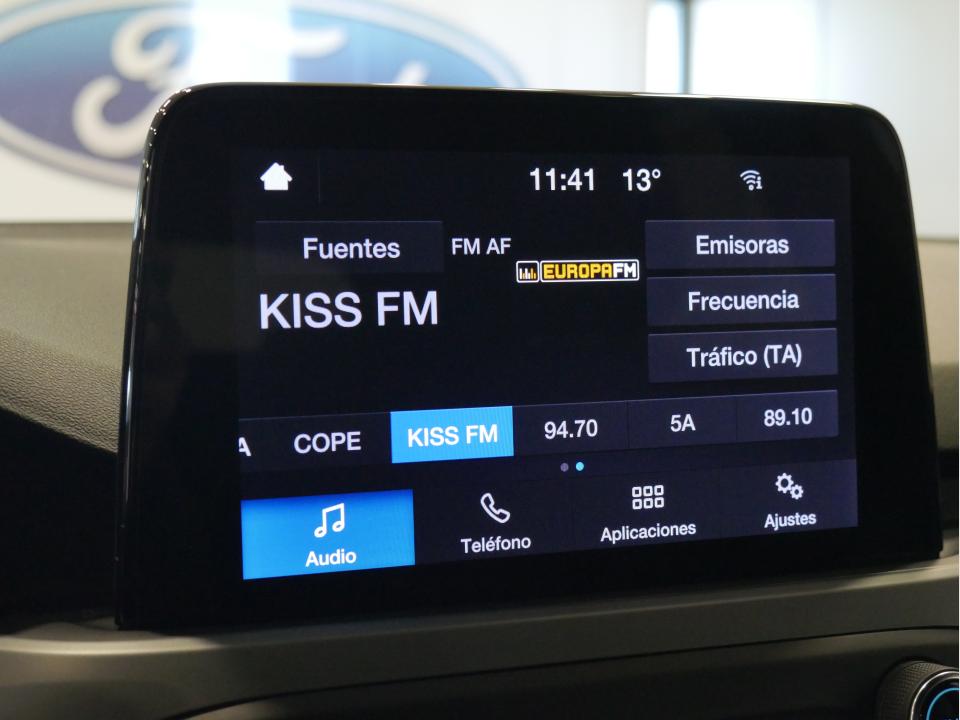 11:41 13°
Fuentes FM AF Emisoras
EUROPAFM
KISS FM Frecuencia
Tráfico (TA)
A COPE KISS FM 94.70 5A 89.10
Audio Teléfono Aplicaciones Ajustes